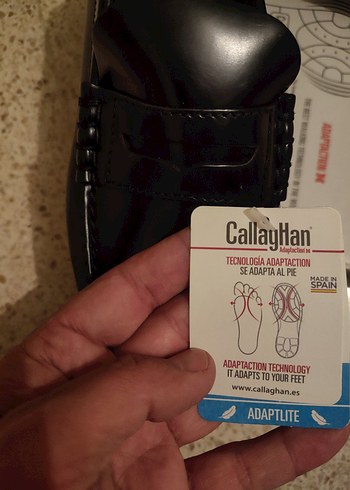 CallagHan
Adaptaction
TECNOLOGÍA ADAPTACTION
SE ADAPTA AL PIE
MADE IN
SPAIN
ADAPTACTION TECHNOLOGY
IT ADAPTS TO YOUR FEET
www.callaghan.es
ADAPTLITE
ADAPTACTION